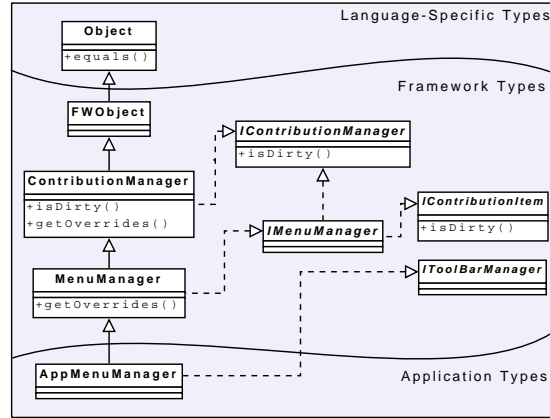 Language-Specific Types
Object
+equals()
Framework Types
FWObject
IContributionManager
+isDirty()
ContributionManager
+isDirty()
+getOverrides()
IContributionItem
+isDirty()
IMenuManager
IToolBarManager
MenuManager
+getOverrides()
AppMenuManager
Application Types